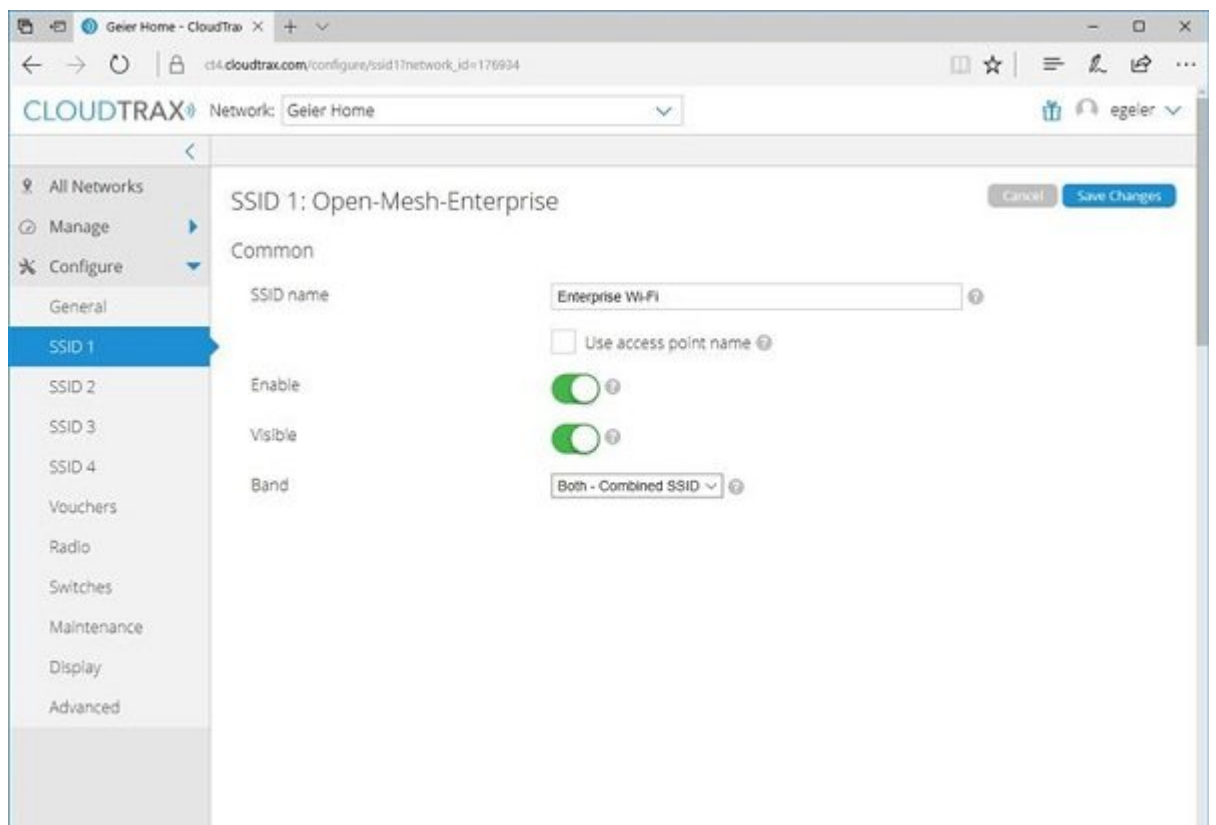 Geier Home - CloudTrax
ct4.cloudtrax.com/configure/ssid1?network_id=176934
CLOUDTRAX Network: Geier Home egeier
All Networks
Manage
Configure
General
SSID 1
SSID 2
SSID 3
SSID 4
Vouchers
Radio
Switches
Maintenance
Display
Advanced
SSID 1: Open-Mesh-Enterprise
Cancel Save Changes
Common
SSID name Enterprise Wi-Fi
Use access point name
Enable
Visible
Band Both - Combined SSID